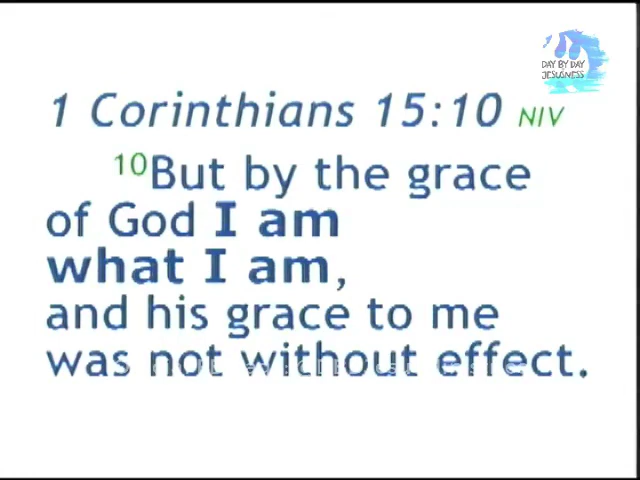 DAY BY DAY
JESUSNESS
1 Corinthians 15:10 NIV
10But by the grace
of God I am
what I am,
and his grace to me
was not without effect.